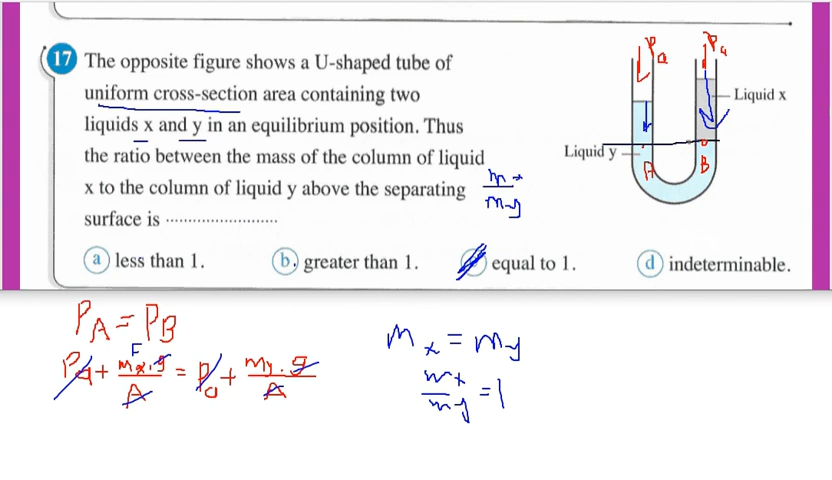 17 The opposite figure shows a U-shaped tube of
uniform cross-section area containing two
liquids x and y in an equilibrium position. Thus
the ratio between the mass of the column of liquid
x to the column of liquid y above the separating
surface is ............................
mx
my
Pa
Pa
Liquid x
Liquid y
A
B
a less than 1.
b greater than 1.
equal to 1.
d indeterminable.
PA = PB
F
Pa + mx.g/A = Pa + my.g/A
mx = my
mx/my = 1